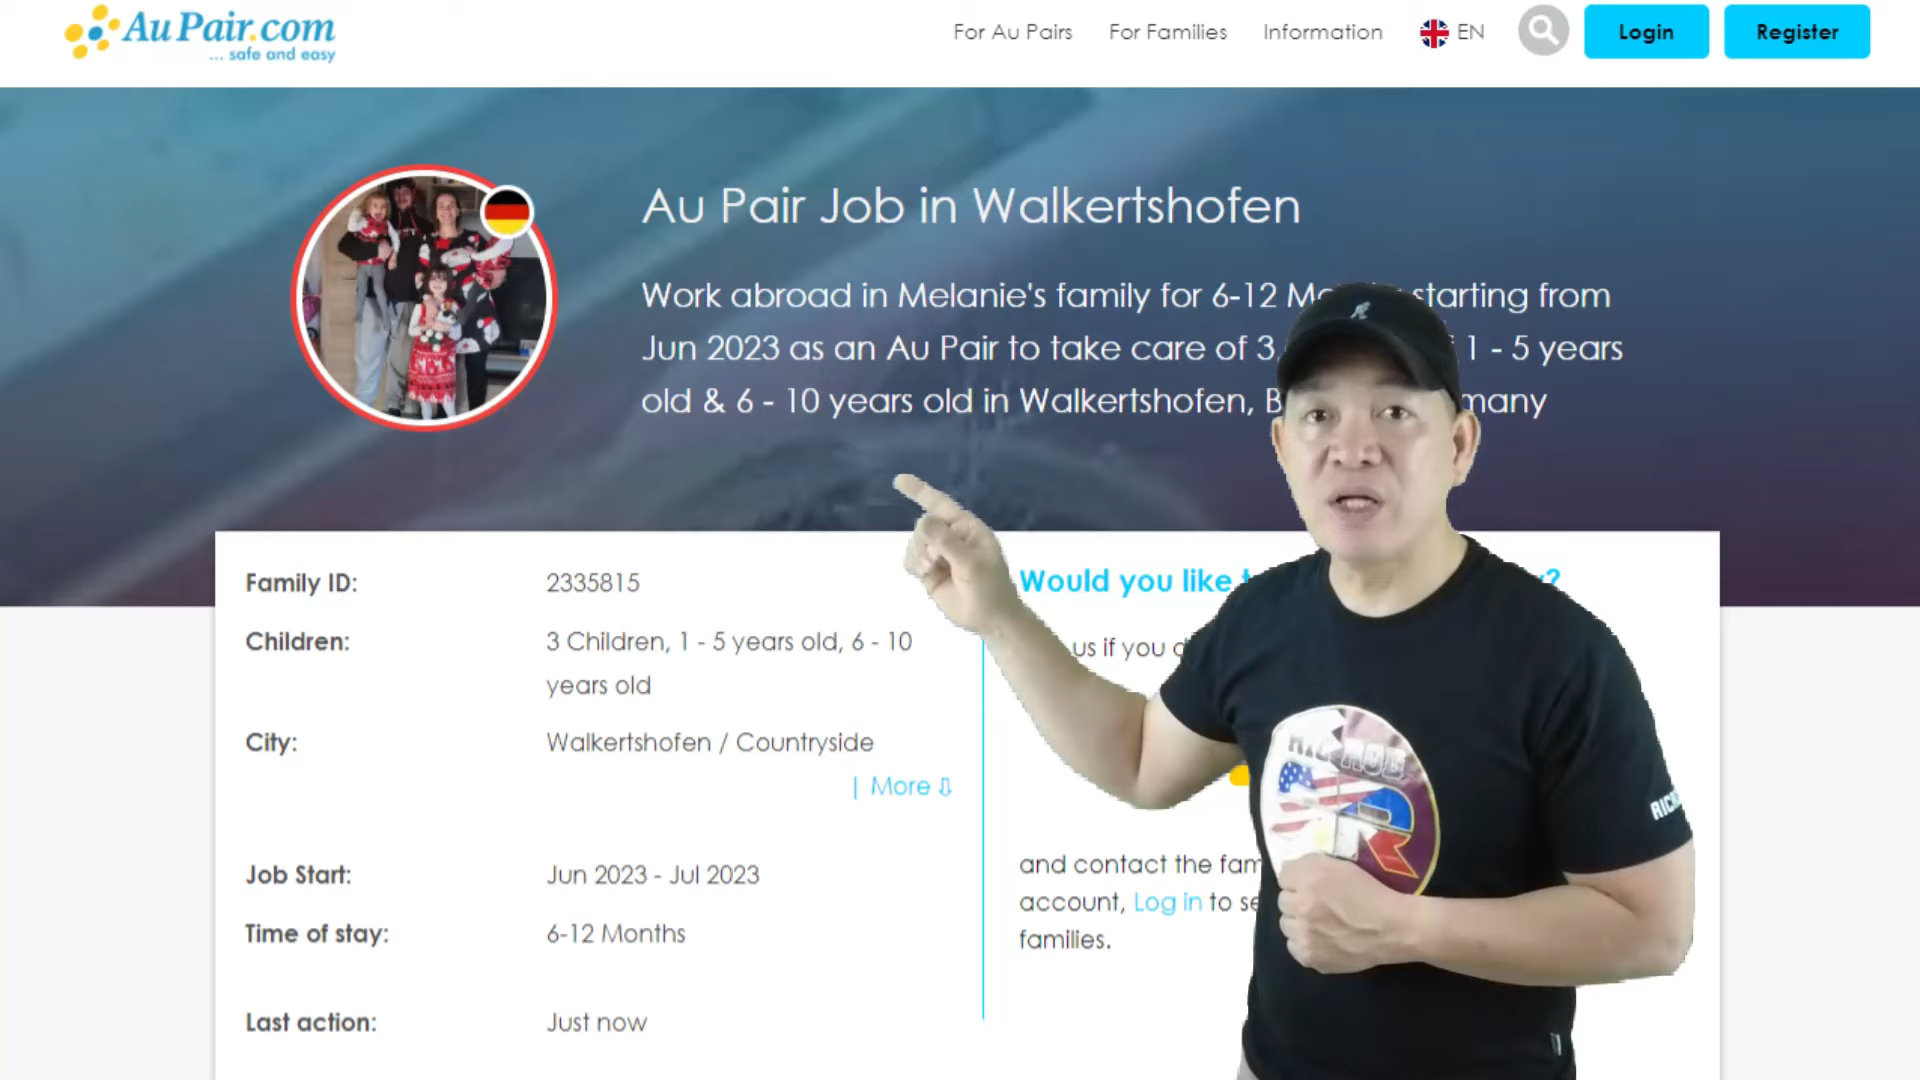 Au Pair.com
... safe and easy
For Au Pairs
For Families
Information
EN
Login
Register
Au Pair Job in Walkertshofen
Work abroad in Melanie's family for 6-12 starting from
Jun 2023 as an Au Pair to take care of 3 1 - 5 years
old & 6 - 10 years old in Walkertshofen,
Family ID: 2335815
Children: 3 Children, 1 - 5 years old, 6 - 10
years old
City: Walkertshofen / Countryside
| More ⇩
Job Start: Jun 2023 - Jul 2023
Time of stay: 6-12 Months
Last action: Just now
Would you like ?
us if you
and contact the
account, Log in to
families.
RIC ROB